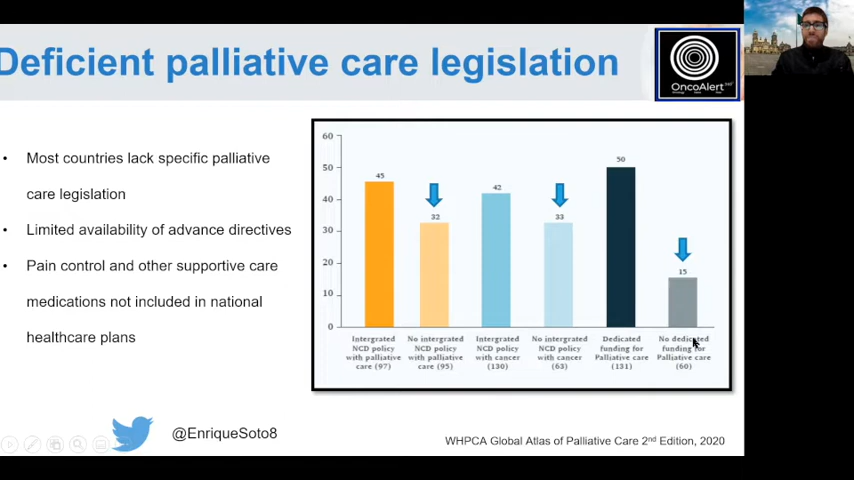 Deficient palliative care legislation
OncoAlert
• Most countries lack specific palliative
care legislation
• Limited availability of advance directives
• Pain control and other supportive care
medications not included in national
healthcare plans
60
50
40
30
20
10
0
45
32
42
33
50
15
Intergrated
NCD policy
with palliative
care (97)
No intergrated
NCD policy
with palliative
care (95)
Intergrated
NCD policy
with cancer
(130)
No intergrated
NCD policy
with cancer
(63)
Dedicated
funding for
Palliative care
(131)
No dedicated
funding for
Palliative care
(60)
@EnriqueSoto8
WHPCA Global Atlas of Palliative Care 2nd Edition, 2020